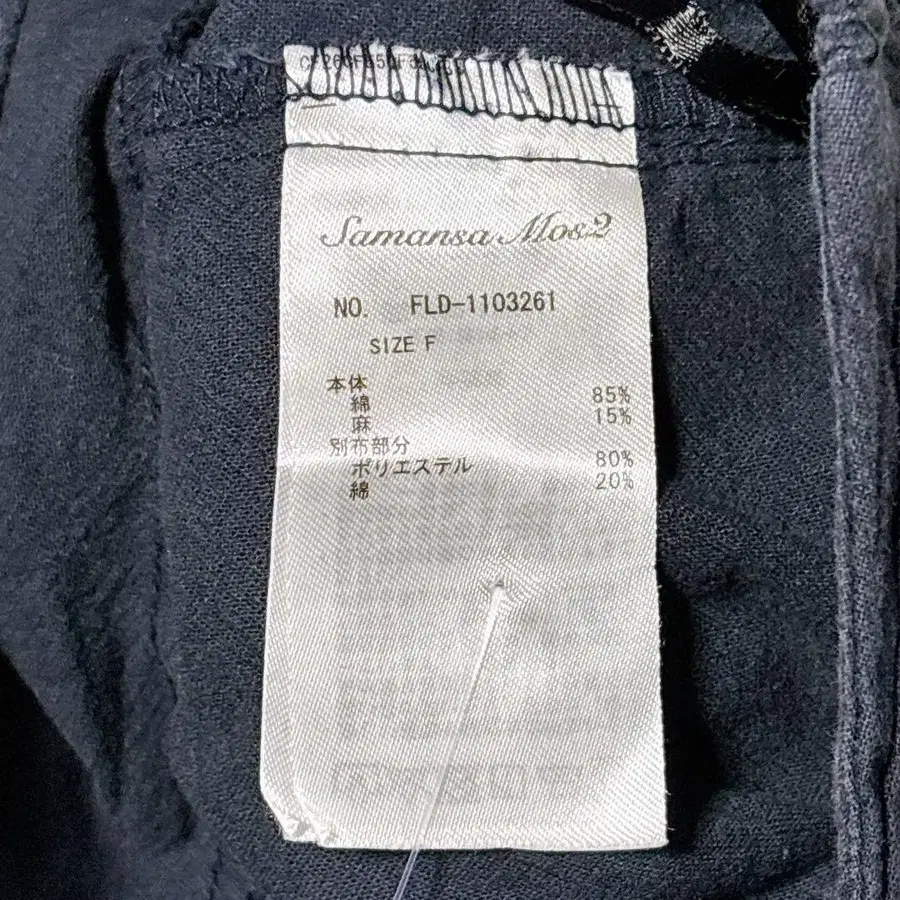 Samansa Mos2
NO. FLD-1103261
SIZE F
本体
綿 85%
麻 15%
別布部分
ポリエステル 80%
綿 20%